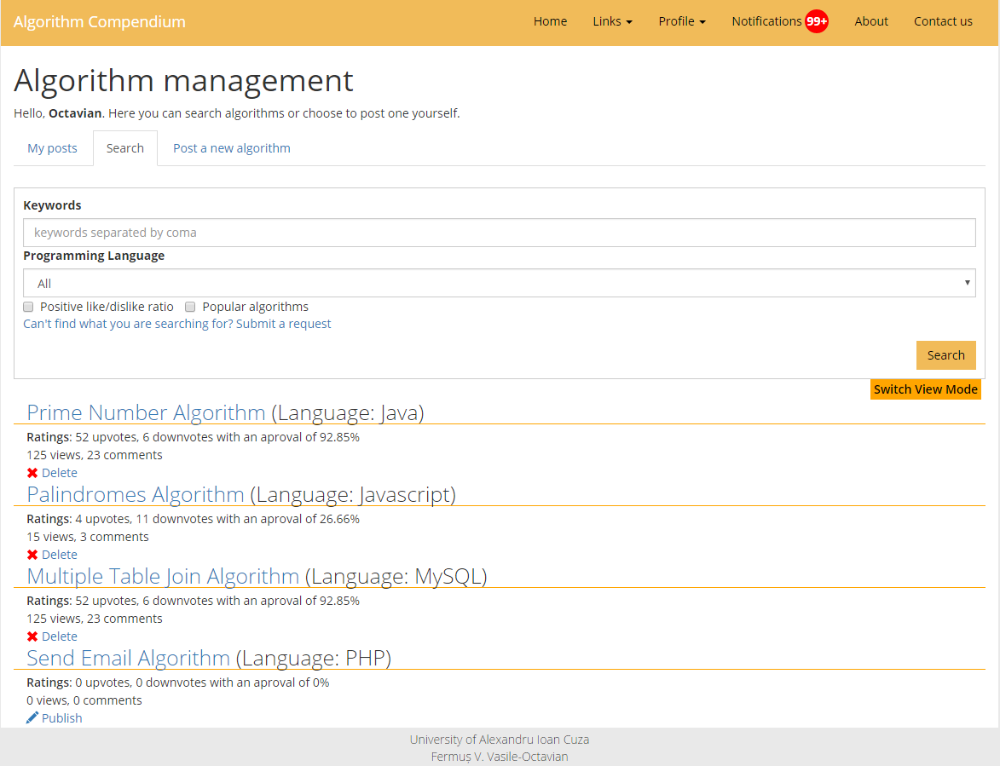 Algorithm Compendium Home Links Profile Notifications 99+ About Contact us
Algorithm management
Hello, Octavian. Here you can search algorithms or choose to post one yourself.
My posts Search Post a new algorithm
Keywords
keywords separated by coma
Programming Language
All
Positive like/dislike ratio Popular algorithms
Can't find what you are searching for? Submit a request
Search
Switch View Mode
Prime Number Algorithm (Language: Java)
Ratings: 52 upvotes, 6 downvotes with an aproval of 92.85%
125 views, 23 comments
Delete
Palindromes Algorithm (Language: Javascript)
Ratings: 4 upvotes, 11 downvotes with an aproval of 26.66%
15 views, 3 comments
Delete
Multiple Table Join Algorithm (Language: MySQL)
Ratings: 52 upvotes, 6 downvotes with an aproval of 92.85%
125 views, 23 comments
Delete
Send Email Algorithm (Language: PHP)
Ratings: 0 upvotes, 0 downvotes with an aproval of 0%
0 views, 0 comments
Publish
University of Alexandru Ioan Cuza
Fermuș V. Vasile-Octavian